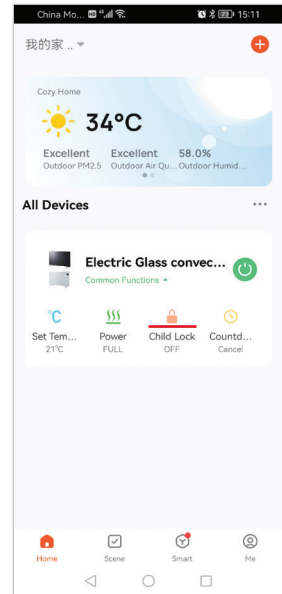 China Mo... 15:11
我的家 ..
Cozy Home
34°C
Excellent Excellent 58.0%
Outdoor PM2.5 Outdoor Air Qu... Outdoor Humid...
All Devices ...
Electric Glass convec...
Common Functions
°C
Set Tem... Power Child Lock Countd...
21°C FULL OFF Cancel
Home Scene Smart Me